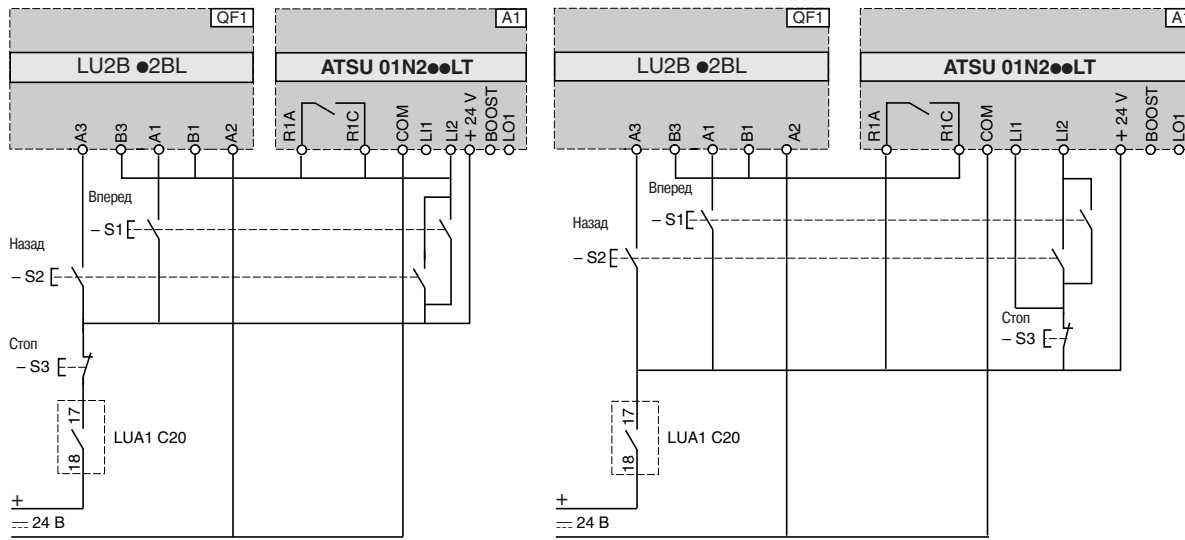 QF1
A1
LU2B ●2BL
ATSU 01N2●●LT
A3
B3
A1
B1
A2
R1A
R1C
COM
LI1
LI2
+ 24 V
BOOST
LO1
Вперед
– S1
Назад
– S2
Стоп
– S3
17
18
LUA1 C20
+
24 В
QF1
A1
LU2B ●2BL
ATSU 01N2●●LT
A3
B3
A1
B1
A2
R1A
R1C
COM
LI1
LI2
+ 24 V
BOOST
LO1
Вперед
– S1
Назад
– S2
Стоп
– S3
17
18
LUA1 C20
+
24 В